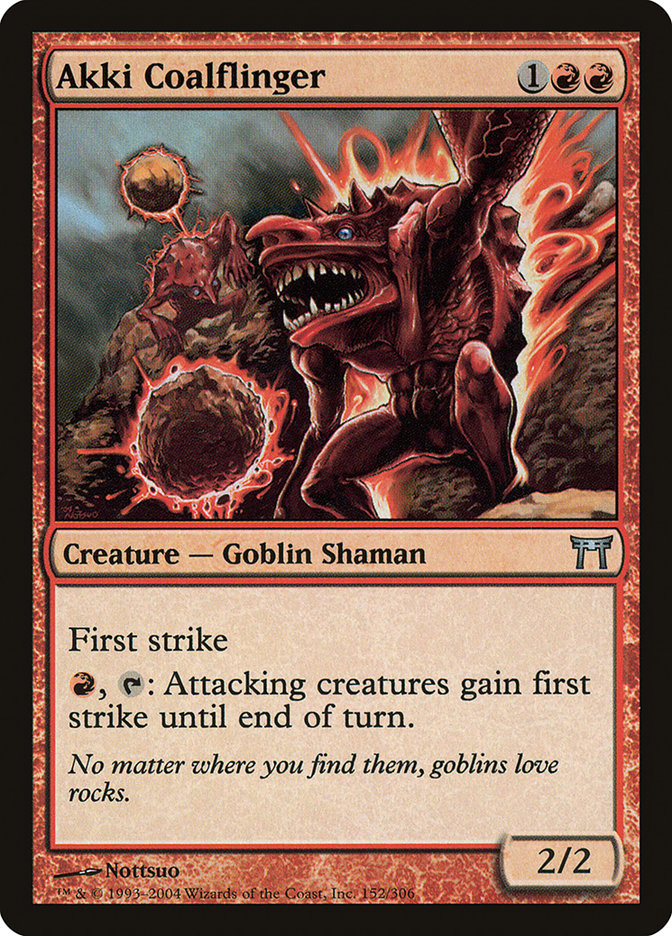 Akki Coalflinger 1
Creature — Goblin Shaman
First strike
, : Attacking creatures gain first
strike until end of turn.
No matter where you find them, goblins love
rocks.
2/2
Nottsuo
™ & © 1993–2004 Wizards of the Coast, Inc. 152/306